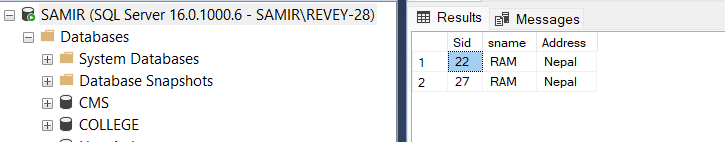 SAMIR (SQL Server 16.0.1000.6 - SAMIR\REVEY-28)
Databases
System Databases
Database Snapshots
CMS
COLLEGE
Results Messages
Sid sname Address
1 22 RAM Nepal
2 27 RAM Nepal